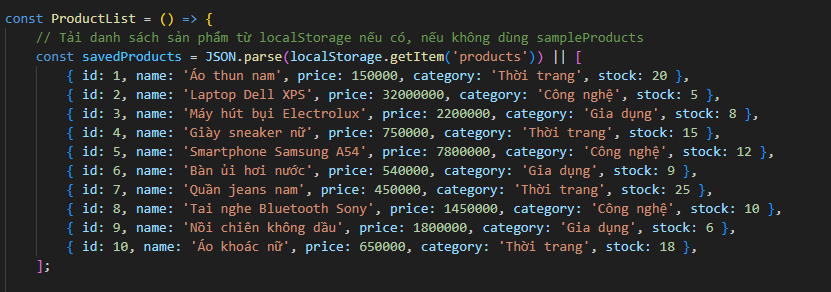 const ProductList = () => {
// Tải danh sách sản phẩm từ localStorage nếu có, nếu không dùng sampleProducts
const savedProducts = JSON.parse(localStorage.getItem('products')) || [
{ id: 1, name: 'Áo thun nam', price: 150000, category: 'Thời trang', stock: 20 },
{ id: 2, name: 'Laptop Dell XPS', price: 32000000, category: 'Công nghệ', stock: 5 },
{ id: 3, name: 'Máy hút bụi Electrolux', price: 2200000, category: 'Gia dụng', stock: 8 },
{ id: 4, name: 'Giày sneaker nữ', price: 750000, category: 'Thời trang', stock: 15 },
{ id: 5, name: 'Smartphone Samsung A54', price: 7800000, category: 'Công nghệ', stock: 12 },
{ id: 6, name: 'Bàn ủi hơi nước', price: 540000, category: 'Gia dụng', stock: 9 },
{ id: 7, name: 'Quần jeans nam', price: 450000, category: 'Thời trang', stock: 25 },
{ id: 8, name: 'Tai nghe Bluetooth Sony', price: 1450000, category: 'Công nghệ', stock: 10 },
{ id: 9, name: 'Nồi chiên không dầu', price: 1800000, category: 'Gia dụng', stock: 6 },
{ id: 10, name: 'Áo khoác nữ', price: 650000, category: 'Thời trang', stock: 18 },
];